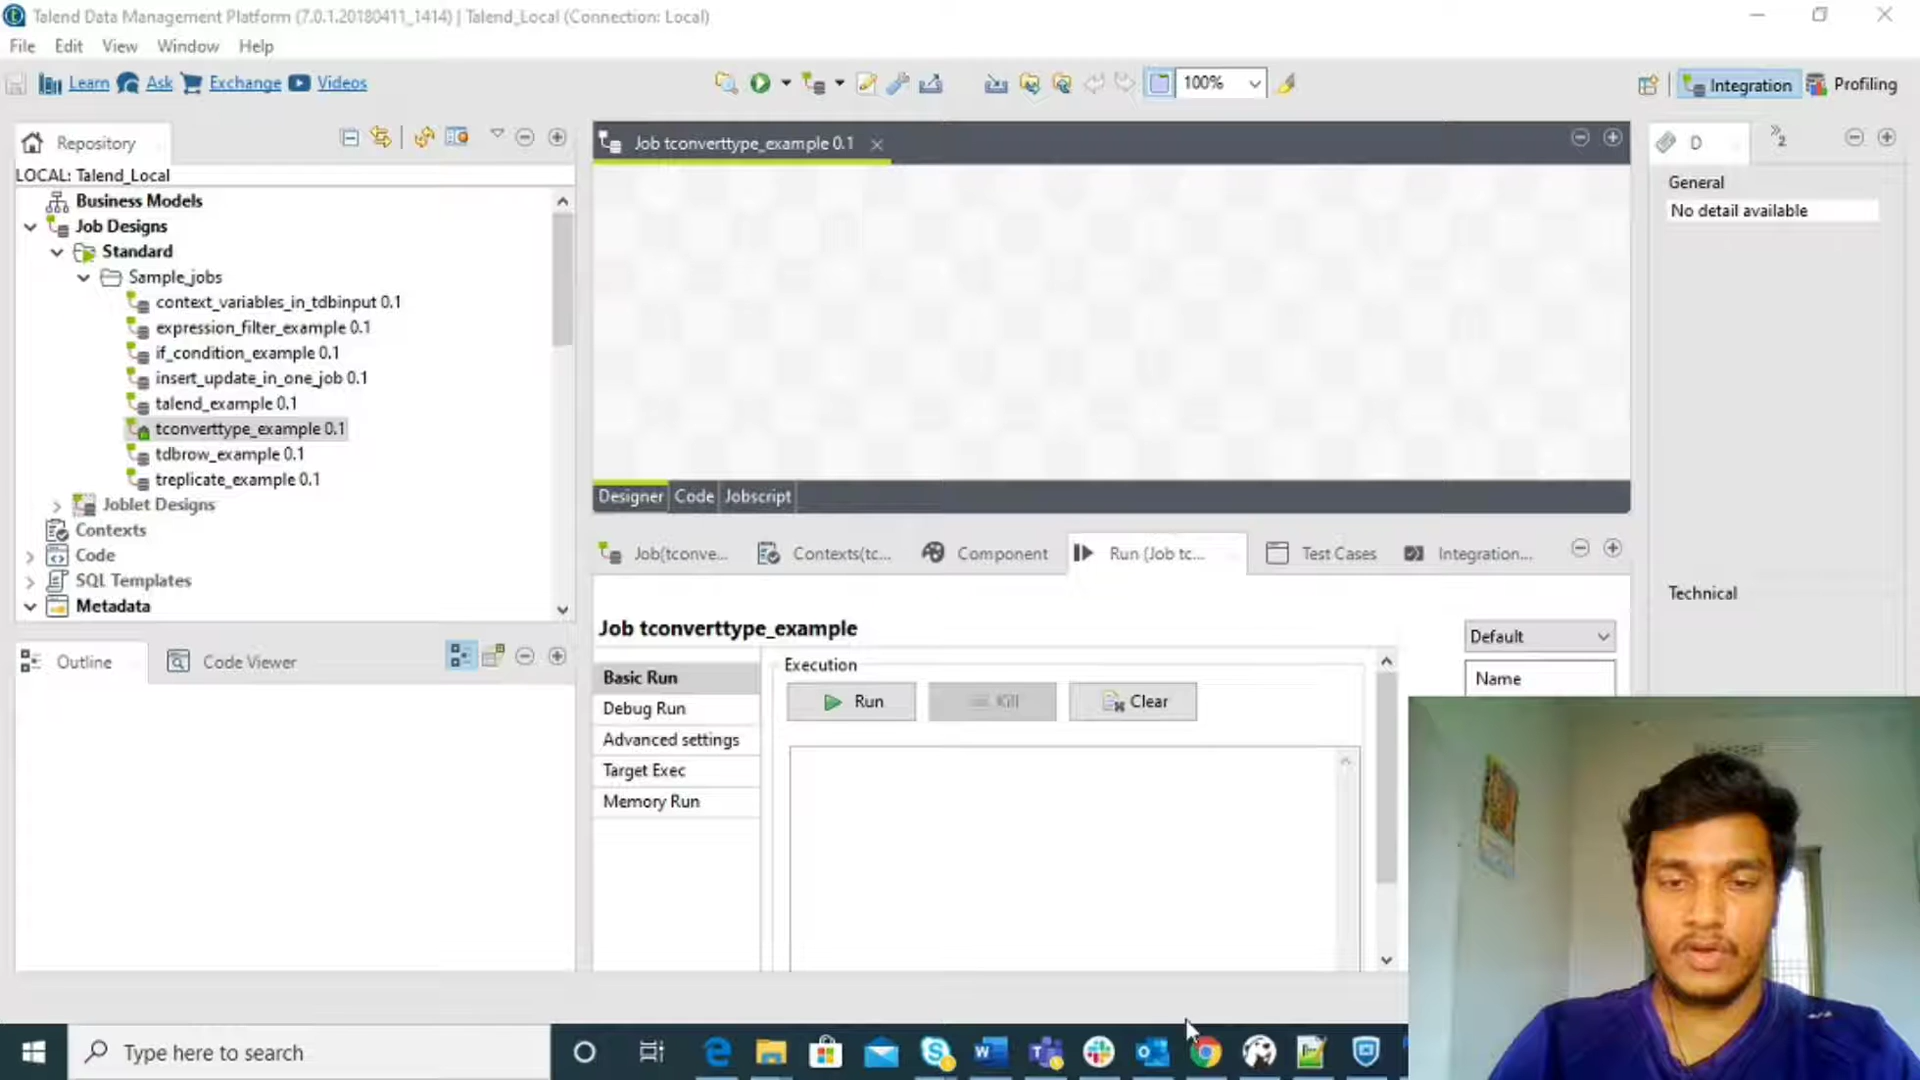 Talend Data Management Platform (7.0.1.20180411_1414) | Talend_Local (Connection: Local)
File Edit View Window Help
Learn Ask Exchange Videos 100% Integration Profiling
Repository
LOCAL: Talend_Local
Business Models
Job Designs
Standard
Sample_jobs
context_variables_in_tdbinput 0.1
expression_filter_example 0.1
if_condition_example 0.1
insert_update_in_one_job 0.1
talend_example 0.1
tconverttype_example 0.1
tdbrow_example 0.1
treplicate_example 0.1
Joblet Designs
Contexts
Code
SQL Templates
Metadata
Outline Code Viewer
Job tconverttype_example 0.1
Designer Code Jobscript
Job(tconve... Contexts(tc... Component Run (Job tc... Test Cases Integration...
Job tconverttype_example
Basic Run
Debug Run
Advanced settings
Target Exec
Memory Run
Execution
Run Kill Clear
Default
Name
D 2
General
No detail available
Technical
Type here to search